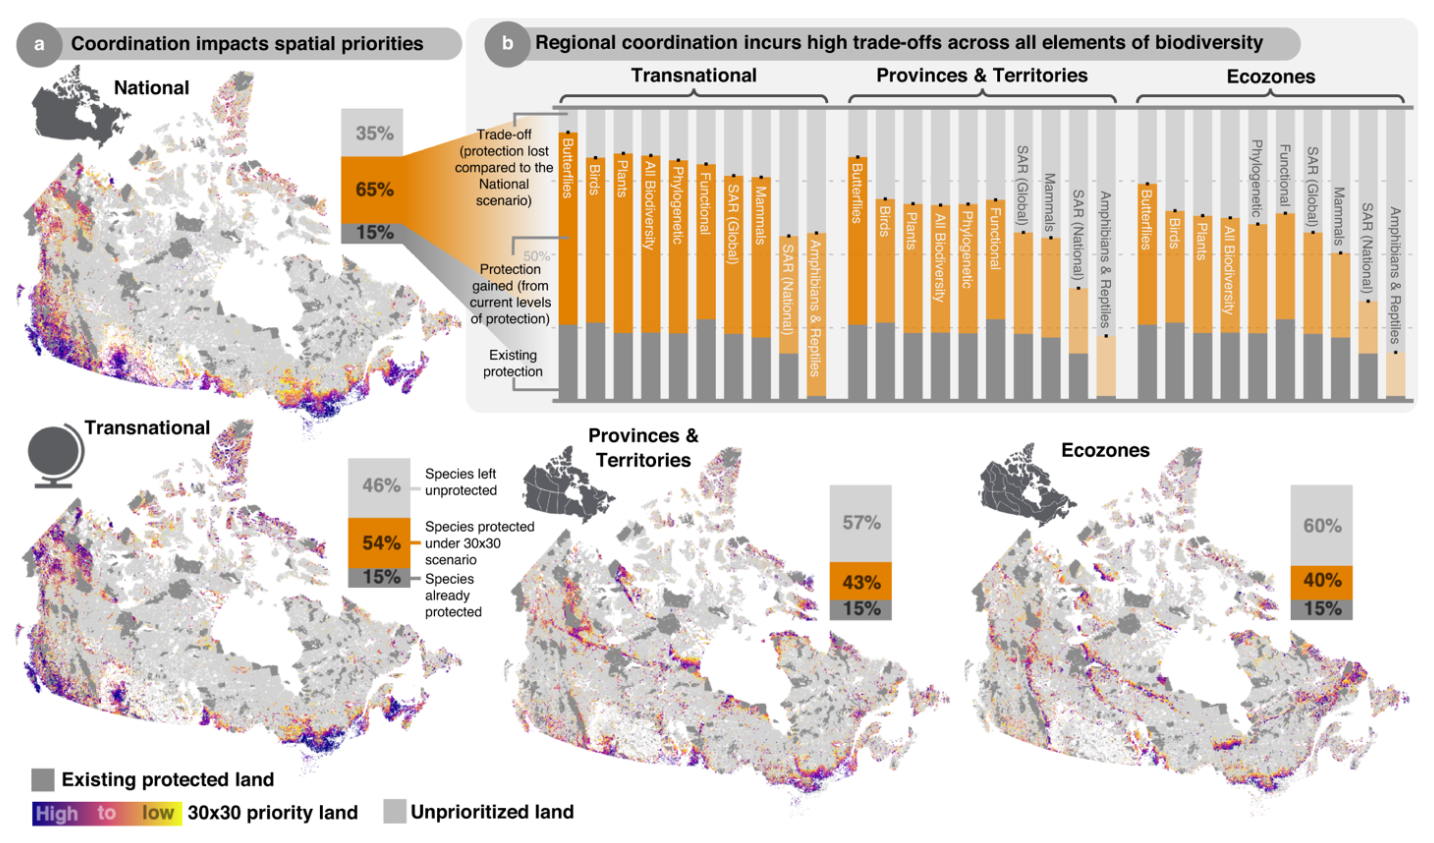 a
Coordination impacts spatial priorities
National
35%
65%
15%
b
Regional coordination incurs high trade-offs across all elements of biodiversity
Transnational
Provinces & Territories
Ecozones
Trade-off
(protection lost
compared to the
National
scenario)
Protection
gained (from
current levels
of protection)
Existing
protection
50%
Butterflies
Birds
Plants
All Biodiversity
Phylogenetic
Functional
SAR (Global)
Mammals
SAR (National)
Amphibians & Reptiles
Butterflies
Birds
Plants
All Biodiversity
Phylogenetic
Functional
SAR (Global)
Mammals
SAR (National)
Amphibians & Reptiles
Butterflies
Birds
Plants
All Biodiversity
Phylogenetic
Functional
SAR (Global)
Mammals
SAR (National)
Amphibians & Reptiles
Transnational
46%
54%
15%
Species left
unprotected
Species protected
under 30x30
scenario
Species
already
protected
Provinces &
Territories
57%
43%
15%
Ecozones
60%
40%
15%
Existing protected land
High to low 30x30 priority land
Unprioritized land